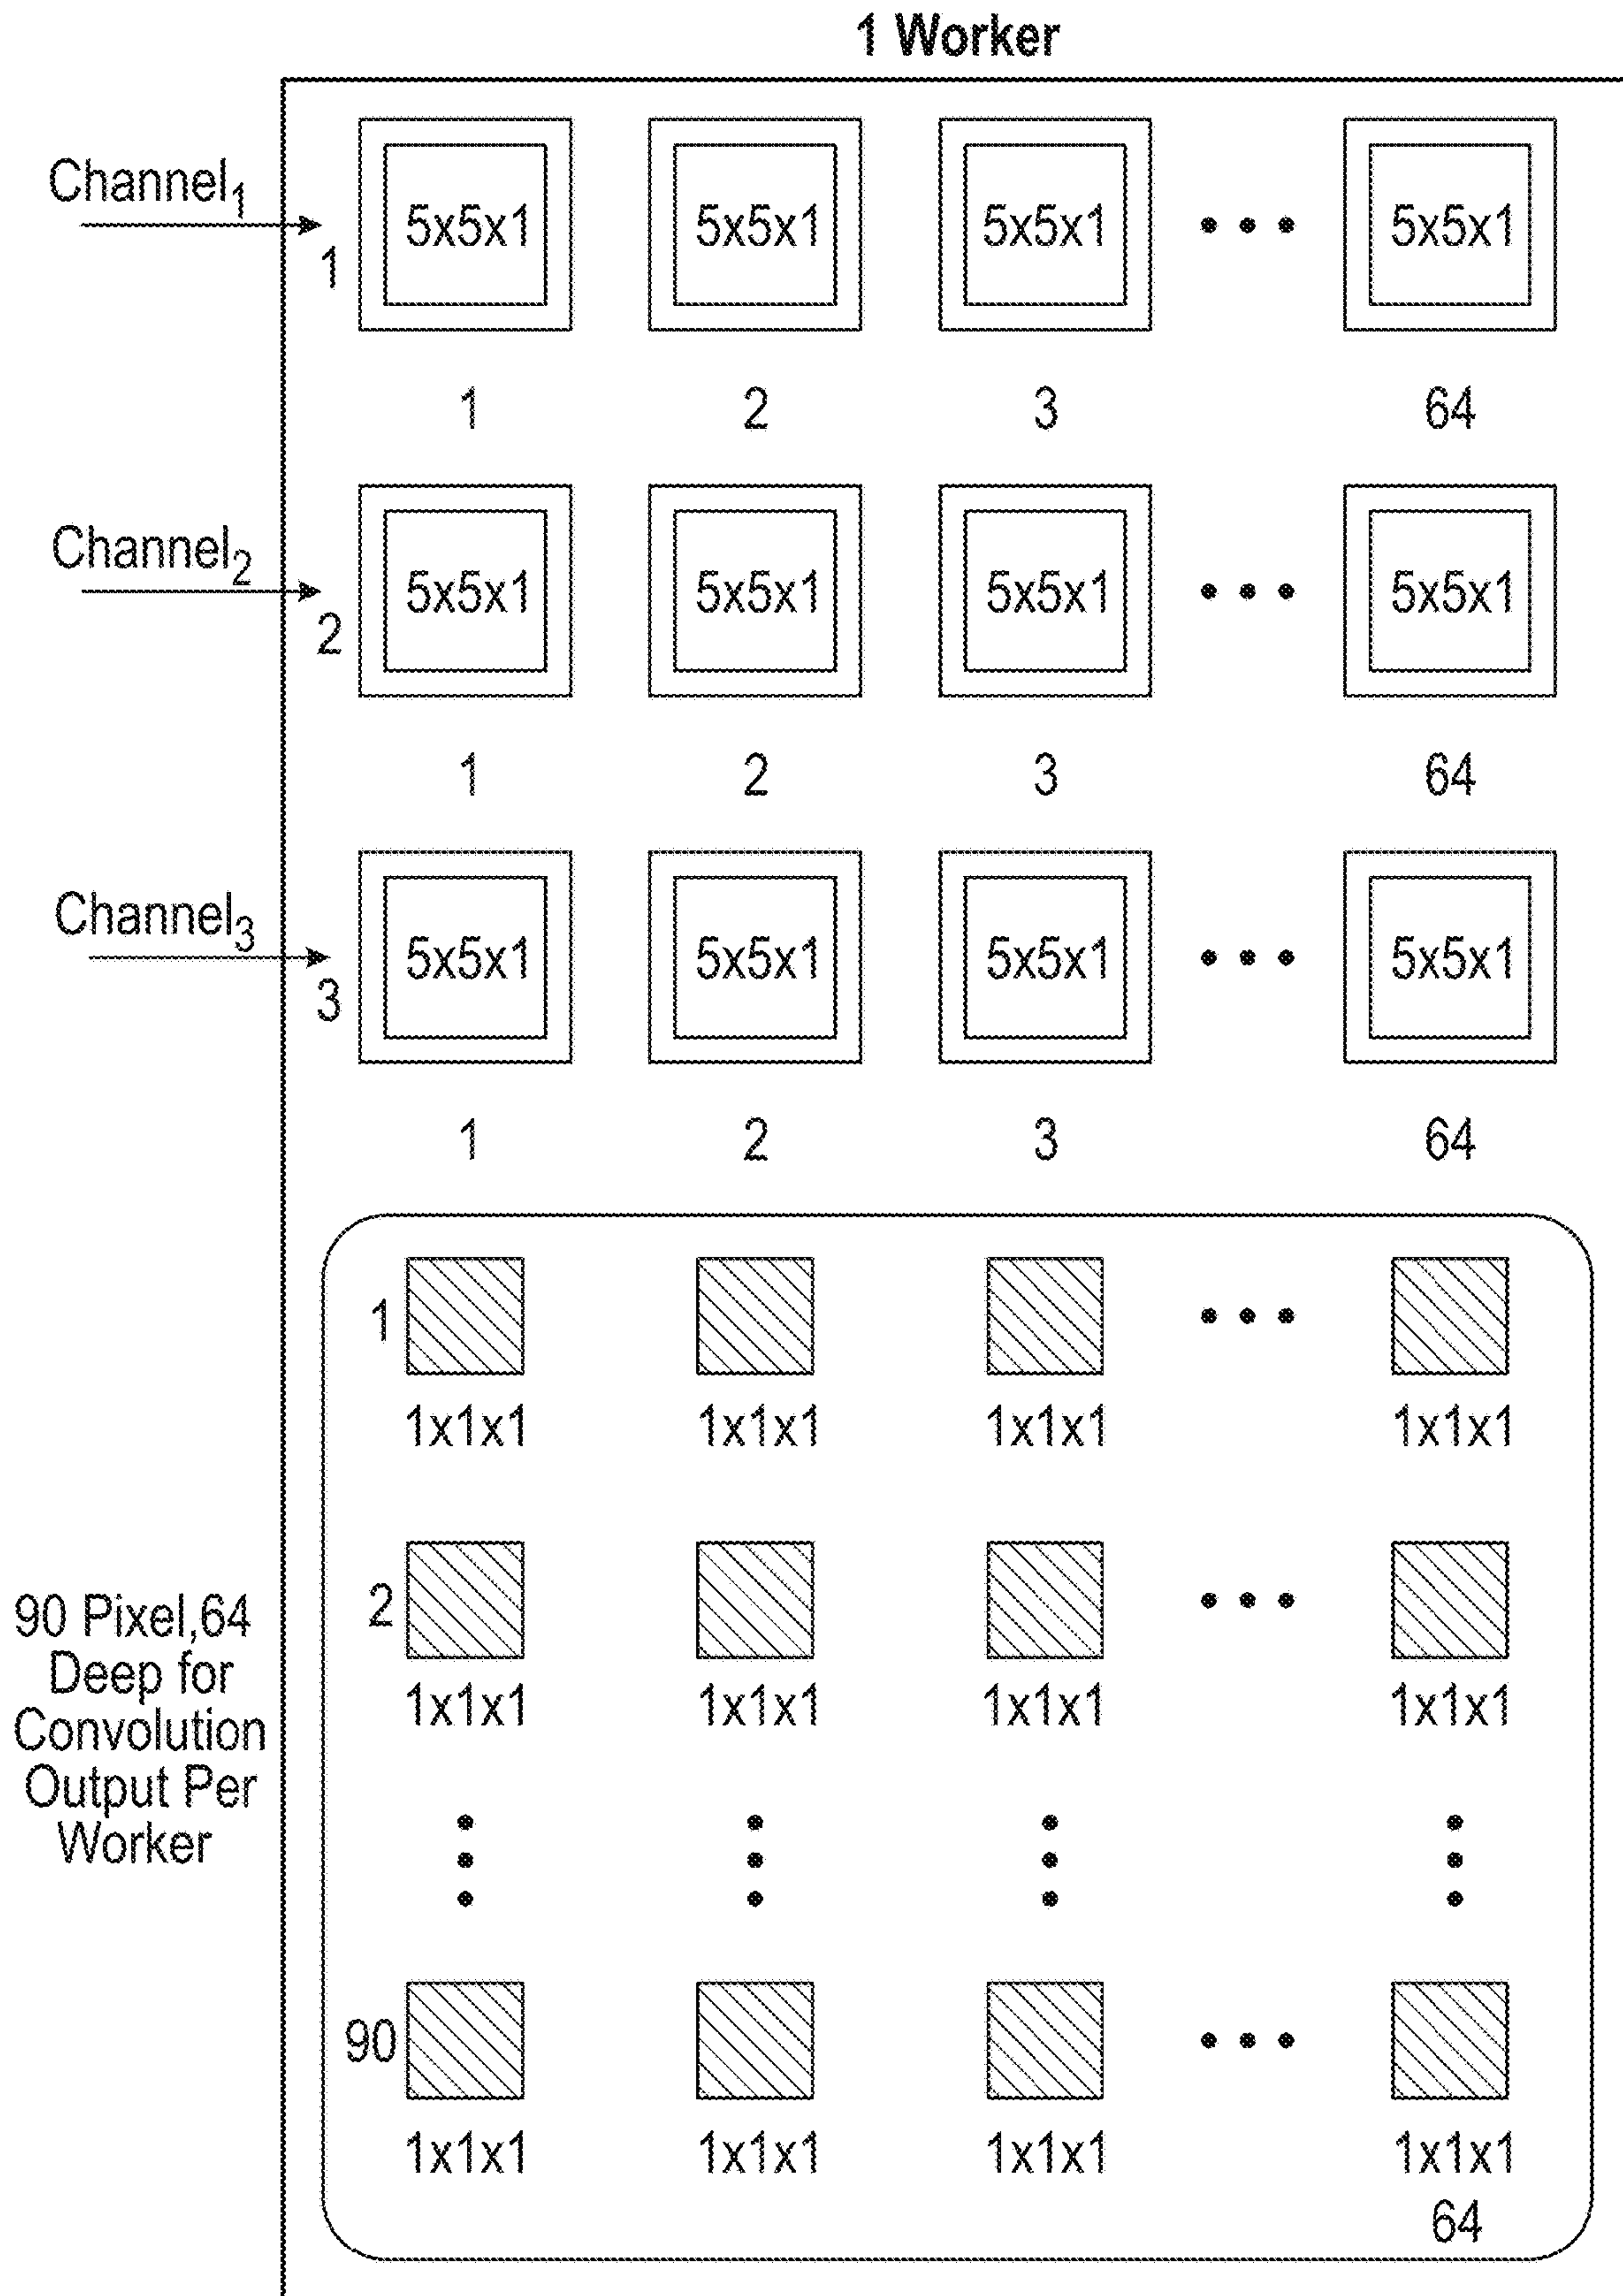 1 Worker
Channel1
1
5x5x1 5x5x1 5x5x1 5x5x1
1 2 3 64
Channel2
2
5x5x1 5x5x1 5x5x1 5x5x1
1 2 3 64
Channel3
3
5x5x1 5x5x1 5x5x1 5x5x1
1 2 3 64
1
1x1x1 1x1x1 1x1x1 1x1x1
2
1x1x1 1x1x1 1x1x1 1x1x1
90 Pixel,64
Deep for
Convolution
Output Per
Worker
90
1x1x1 1x1x1 1x1x1 1x1x1
64